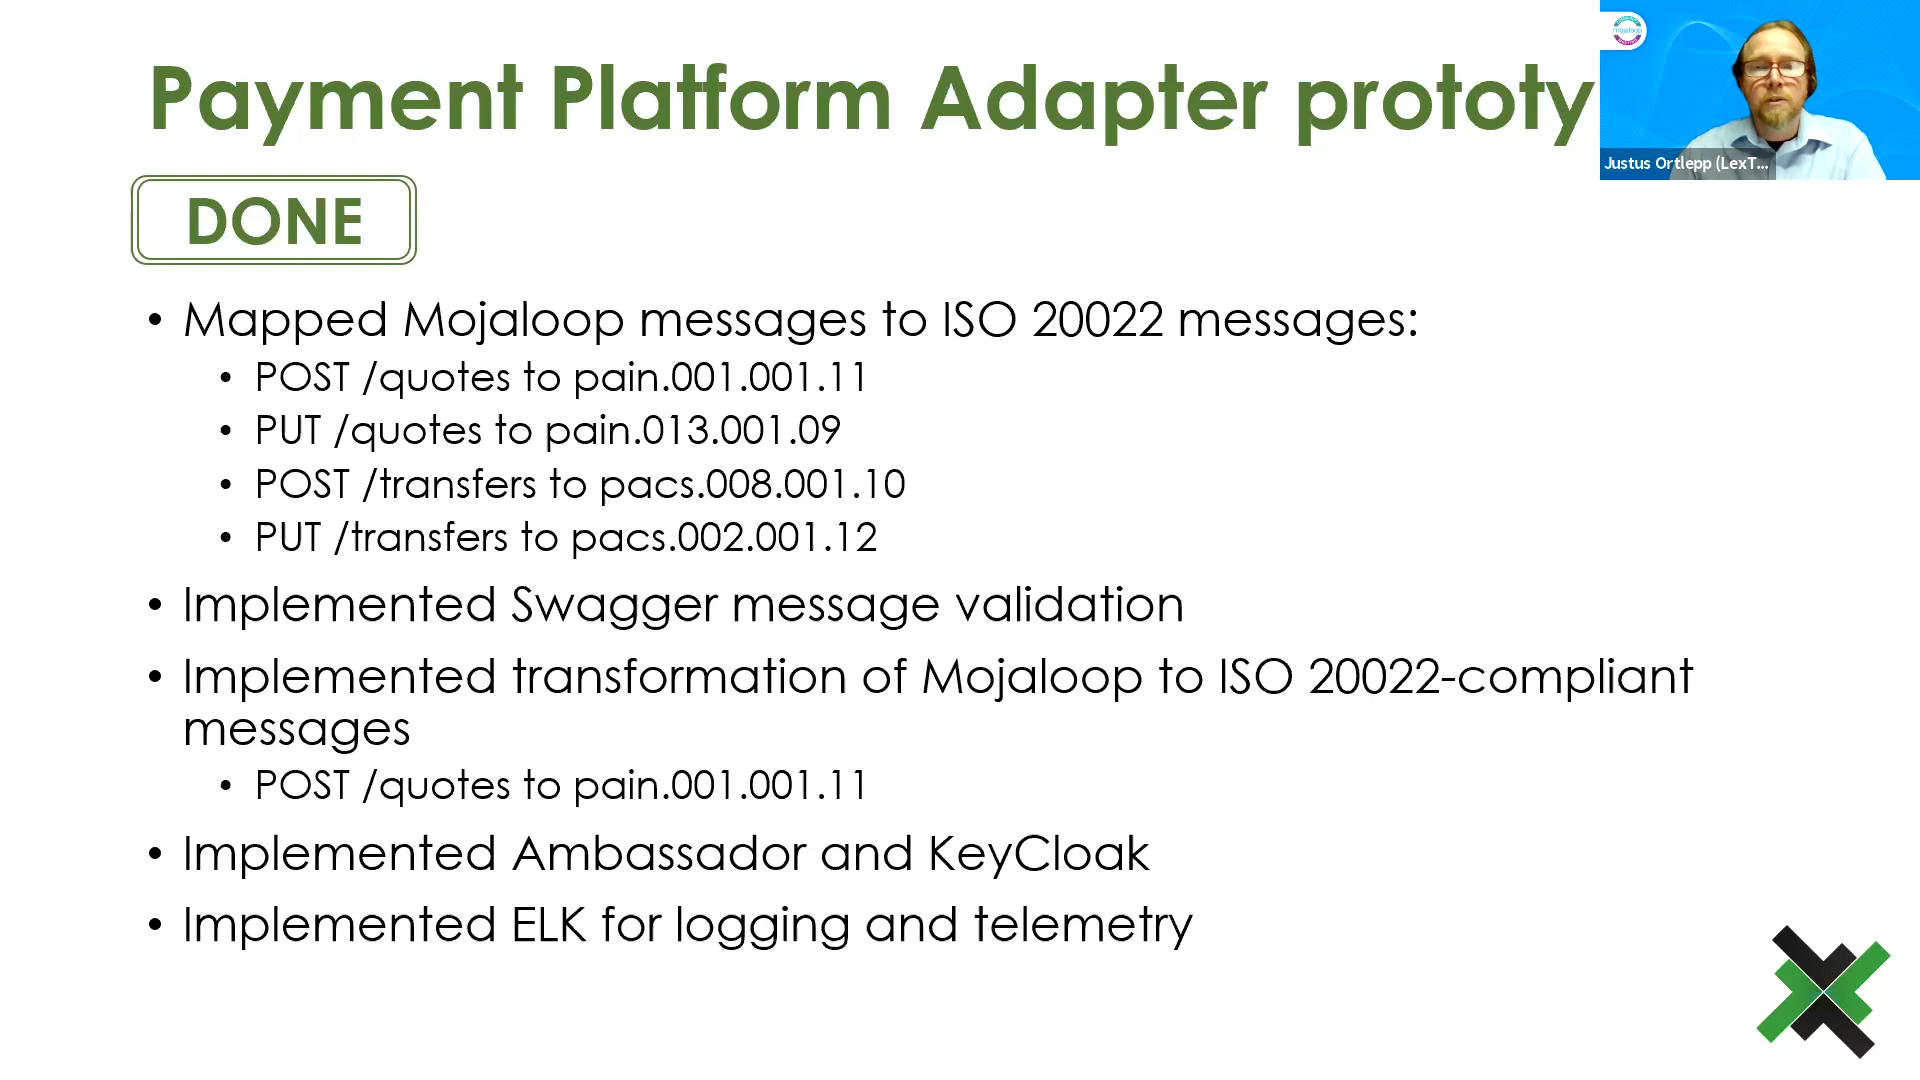 Payment Platform Adapter prototy
mojaloop
Justus Ortlepp (LexT...
DONE
• Mapped Mojaloop messages to ISO 20022 messages:
• POST /quotes to pain.001.001.11
• PUT /quotes to pain.013.001.09
• POST /transfers to pacs.008.001.10
• PUT /transfers to pacs.002.001.12
• Implemented Swagger message validation
• Implemented transformation of Mojaloop to ISO 20022-compliant
messages
• POST /quotes to pain.001.001.11
• Implemented Ambassador and KeyCloak
• Implemented ELK for logging and telemetry